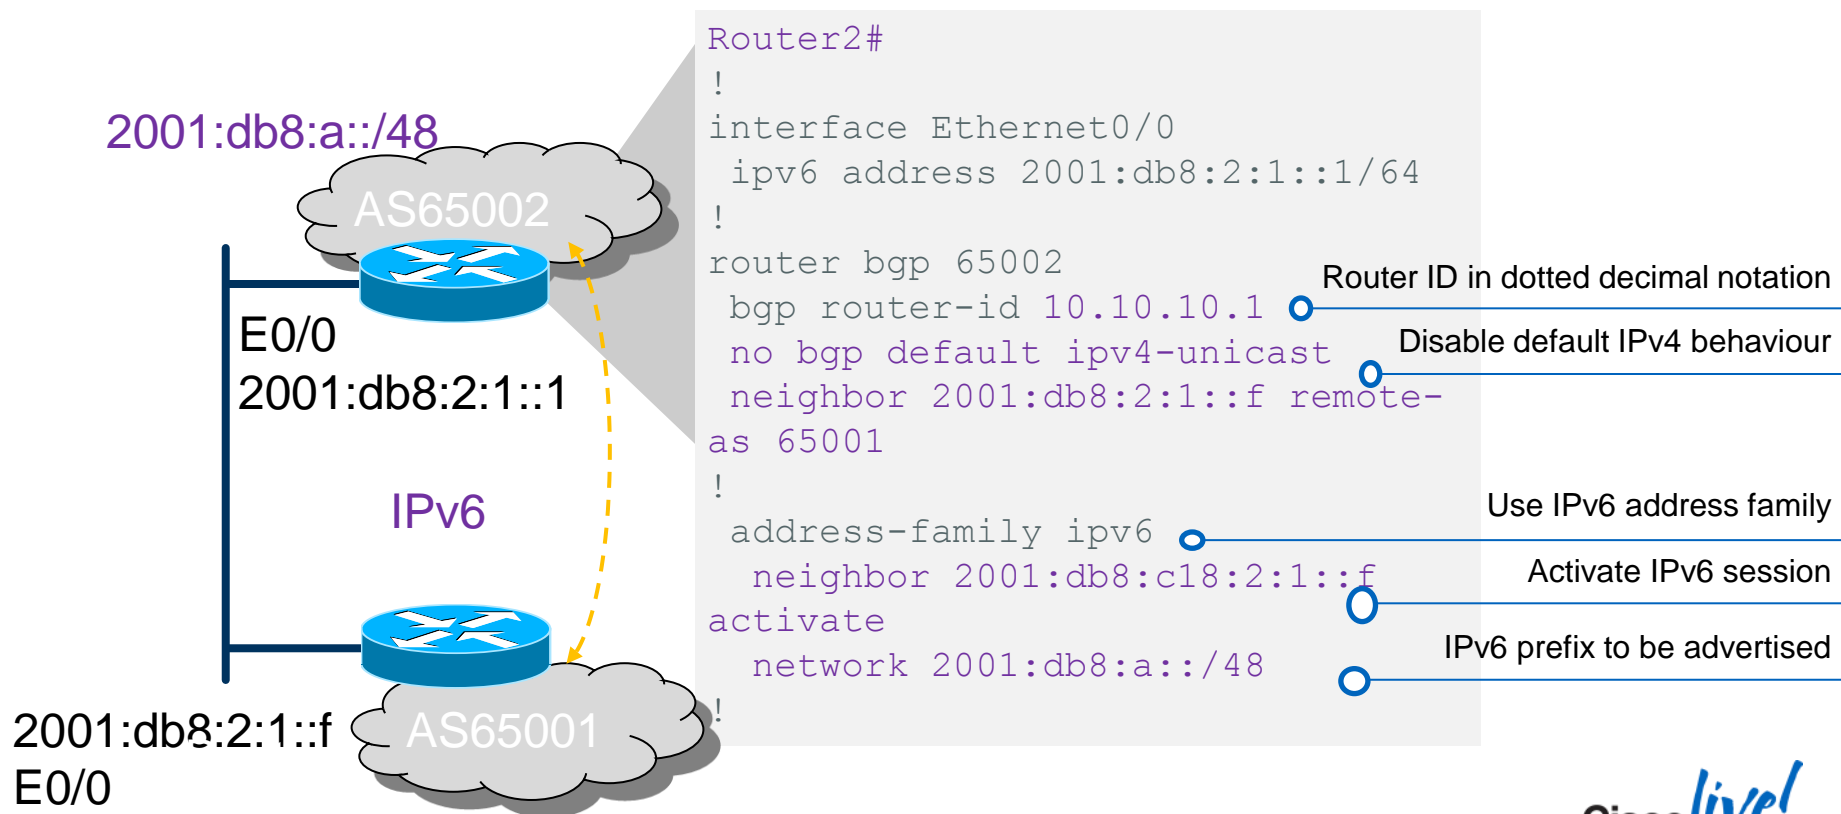 2001:db8:a::/48
AS65002
E0/0
2001:db8:2:1::1
IPv6
AS65001
2001:db8:2:1::f
E0/0
Router2#
!
interface Ethernet0/0
ipv6 address 2001:db8:2:1::1/64
!
router bgp 65002
bgp router-id 10.10.10.1
no bgp default ipv4-unicast
neighbor 2001:db8:2:1::f remote-
as 65001
!
address-family ipv6
neighbor 2001:db8:c18:2:1::f
activate
network 2001:db8:a::/48
!
Router ID in dotted decimal notation
Disable default IPv4 behaviour
Use IPv6 address family
Activate IPv6 session
IPv6 prefix to be advertised
Cisco live!